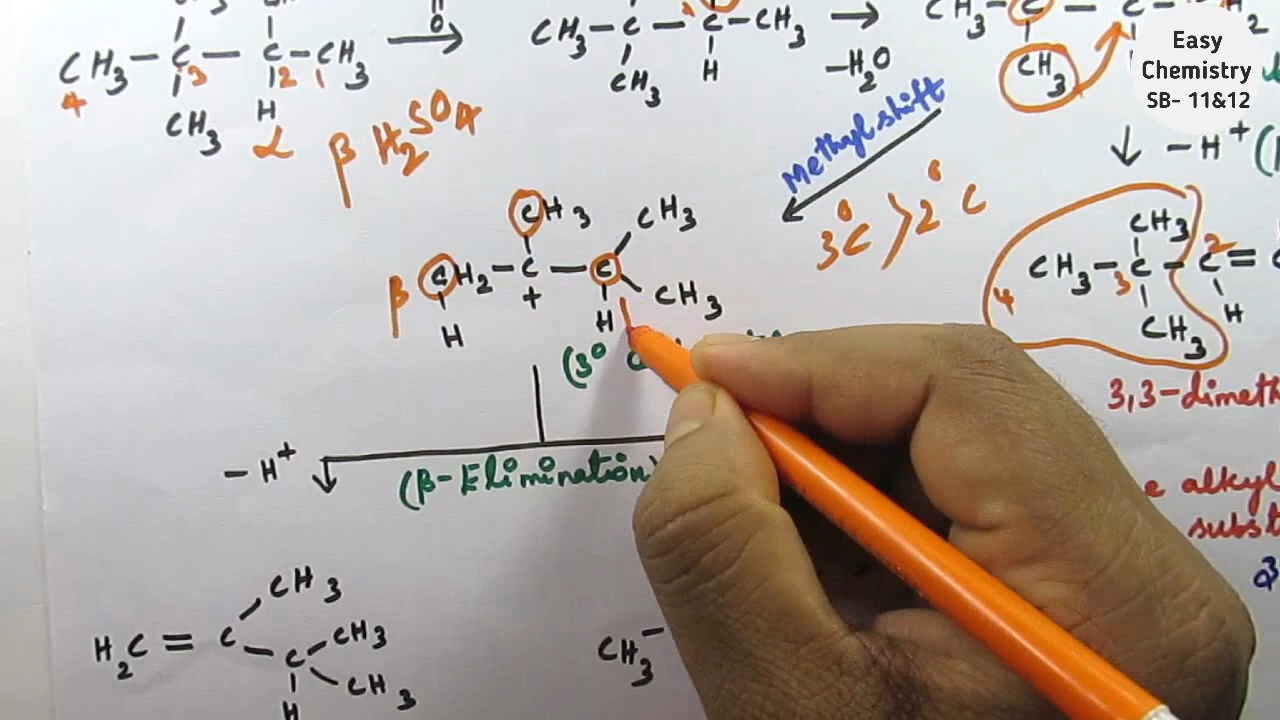 CH3 – C – C – CH3
4 3 2 1
CH3 H
α β H2SO4
CH3 – C – C – CH3
CH3 H
–H2O
CH3 – C – C
CH3
Easy
Chemistry
SB- 11&12
Methyl shift
3°C > 2°C
– H+
CH3
CH3 – C – C =
4 3 2
CH3 H
3,3-dimeth
CH3 CH3
β CH2 – C – C
+ CH3
H H
(3°
– H+
(β-Elimination)
alkyl
subst
CH3
H2C = C – C CH3
CH3
H
CH3 –